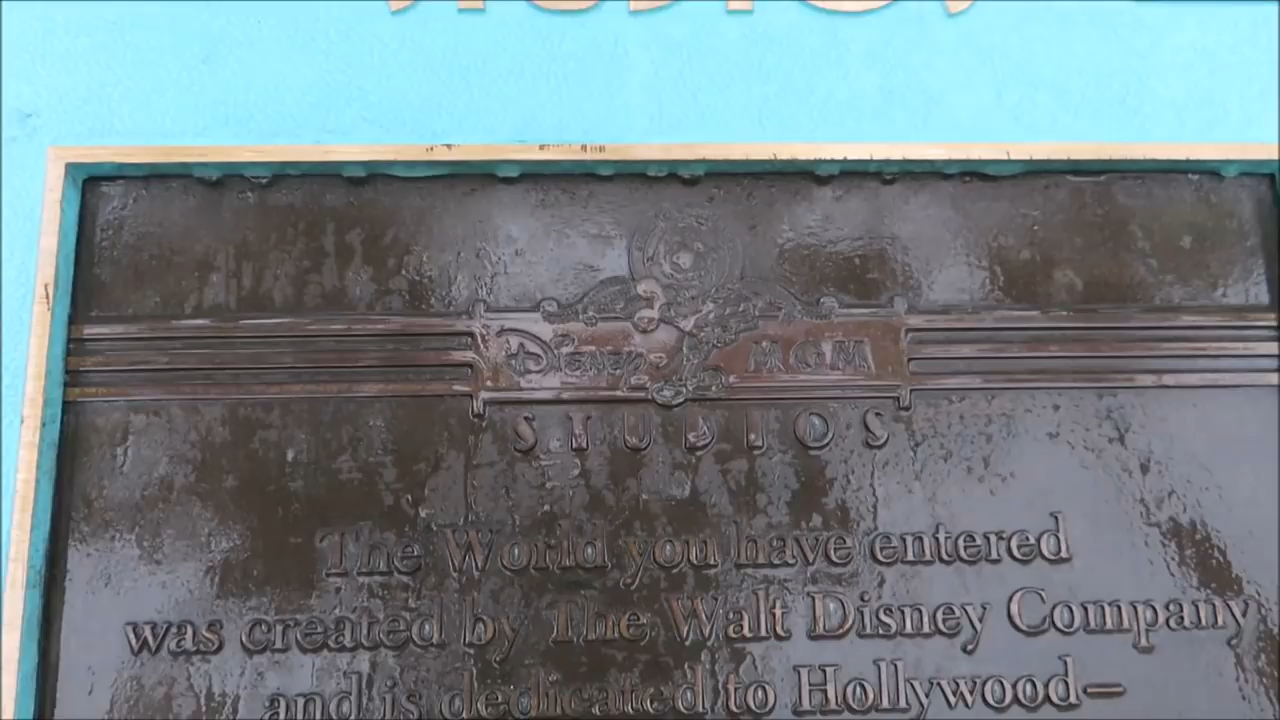 Disney MGM
STUDIOS
The World you have entered
was created by The Walt Disney Company
and is dedicated to Hollywood—